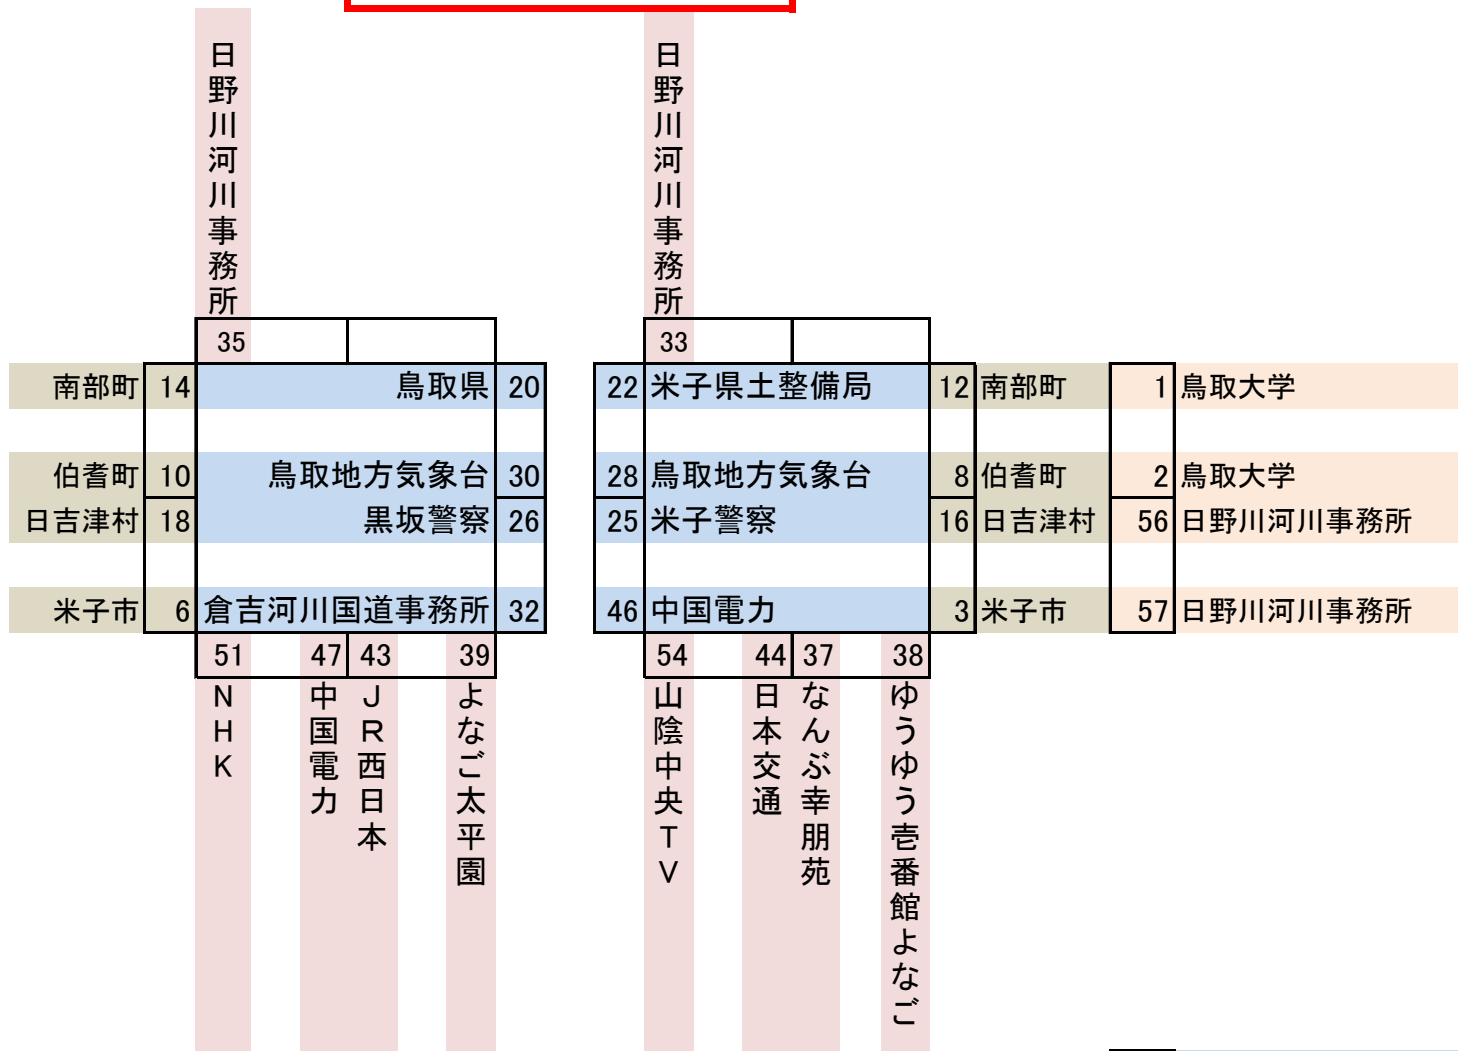 日野川河川事務所
日野川河川事務所
35
33
南部町 14 鳥取県 20 22 米子県土整備局 12 南部町 1 鳥取大学
伯耆町 10 鳥取地方気象台 30 28 鳥取地方気象台 8 伯耆町 2 鳥取大学
日吉津村 18 黒坂警察 26 25 米子警察 16 日吉津村 56 日野川河川事務所
米子市 6 倉吉河川国道事務所 32 46 中国電力 3 米子市 57 日野川河川事務所
51 47 43 39 54 44 37 38
NHK
中国電力
JR西日本
よなご太平園
山陰中央TV
日本交通
なんぶ幸朋苑
ゆうゆう壱番館よなご